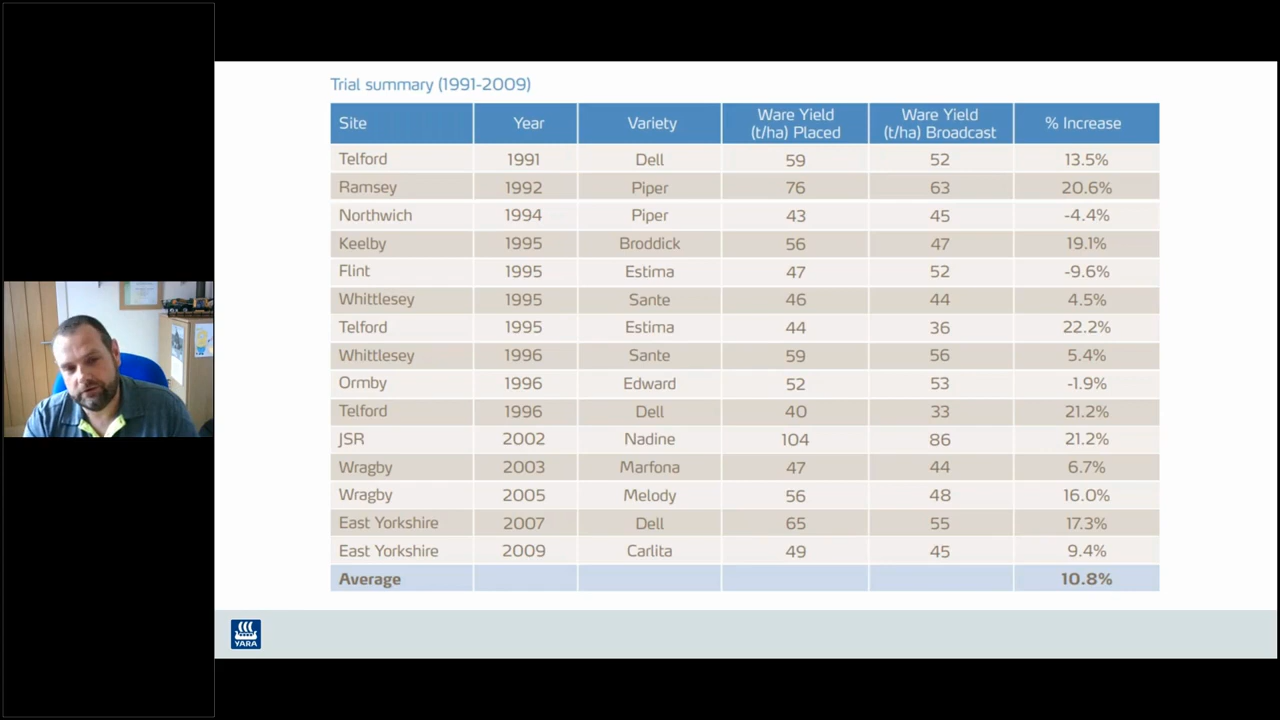 Trial summary (1991-2009)
Site Year Variety Ware Yield (t/ha) Placed Ware Yield (t/ha) Broadcast % Increase
Telford 1991 Dell 59 52 13.5%
Ramsey 1992 Piper 76 63 20.6%
Northwich 1994 Piper 43 45 -4.4%
Keelby 1995 Broddick 56 47 19.1%
Flint 1995 Estima 47 52 -9.6%
Whittlesey 1995 Sante 46 44 4.5%
Telford 1995 Estima 44 36 22.2%
Whittlesey 1996 Sante 59 56 5.4%
Ormby 1996 Edward 52 53 -1.9%
Telford 1996 Dell 40 33 21.2%
JSR 2002 Nadine 104 86 21.2%
Wragby 2003 Marfona 47 44 6.7%
Wragby 2005 Melody 56 48 16.0%
East Yorkshire 2007 Dell 65 55 17.3%
East Yorkshire 2009 Carlita 49 45 9.4%
Average 10.8%
YARA